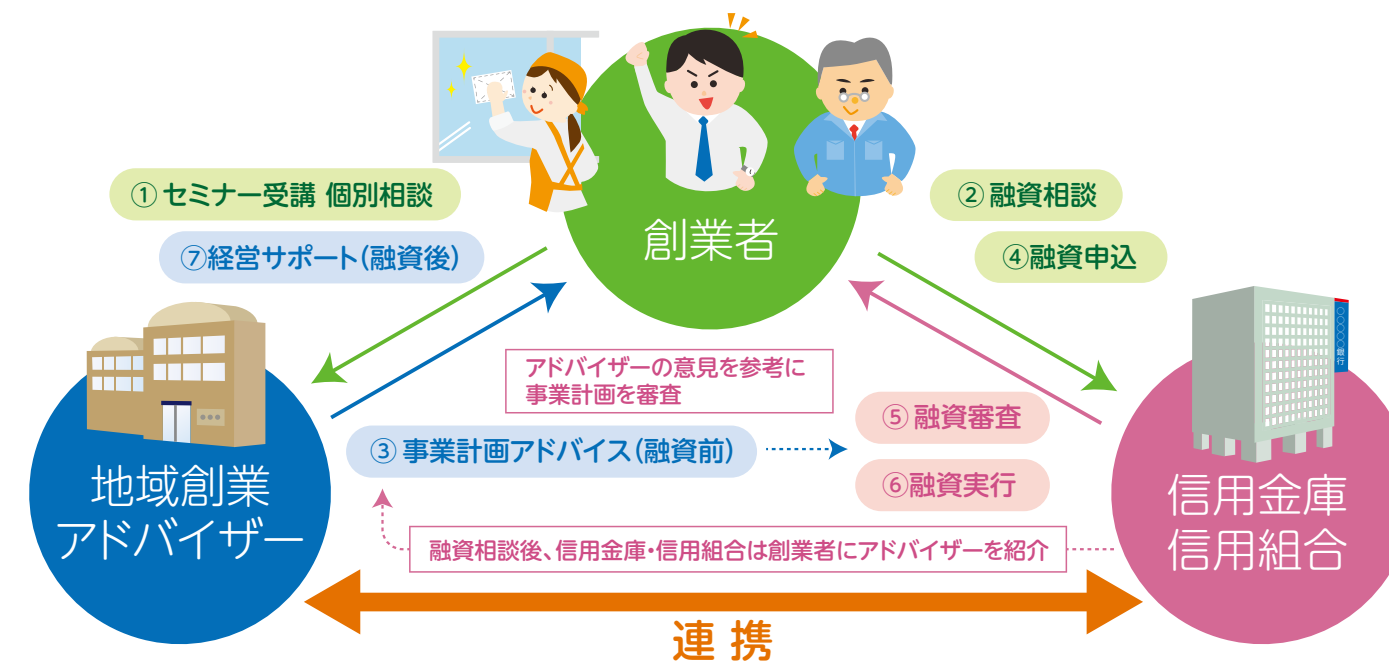 ① セミナー受講 個別相談
⑦経営サポート(融資後)
創業者
② 融資相談
④融資申込
〇〇〇〇銀行
アドバイザーの意見を参考に
事業計画を審査
③ 事業計画アドバイス(融資前)
⑤ 融資審査
⑥融資実行
地域創業
アドバイザー
信用金庫
信用組合
融資相談後、信用金庫・信用組合は創業者にアドバイザーを紹介
連 携